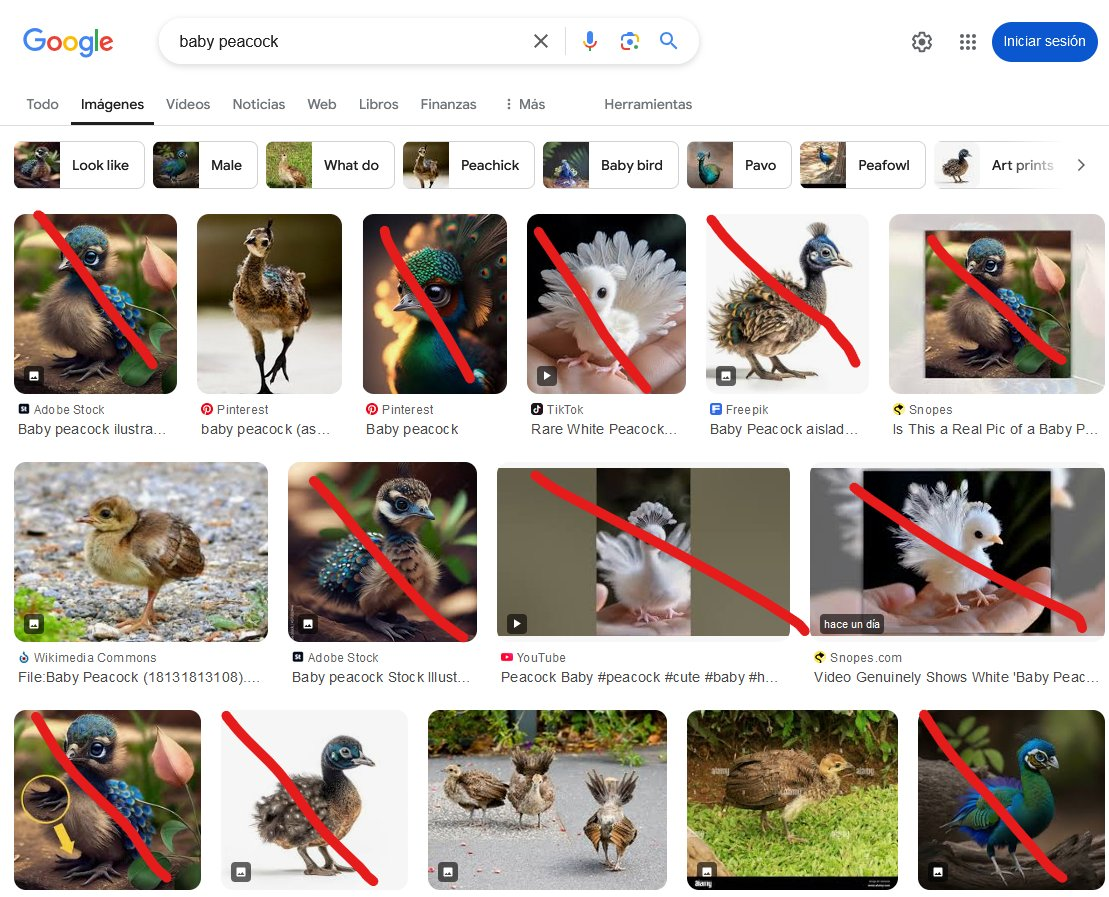 Google
baby peacock
Iniciar sesión
Todo Imágenes Vídeos Noticias Web Libros Finanzas Más Herramientas
Look like Male What do Peachick Baby bird Pavo Peafowl Art prints
Adobe Stock Pinterest Pinterest TikTok Freepik Snopes
Baby peacock ilustra... baby peacock (as... Baby peacock Rare White Peacock... Baby Peacock aislad... Is This a Real Pic of a Baby P...
hace un día
Wikimedia Commons Adobe Stock YouTube Snopes.com
File:Baby Peacock (18131813108).... Baby peacock Stock Illust... Peacock Baby #peacock #cute #baby #h... Video Genuinely Shows White 'Baby Peac...
alamy alamy
alamy